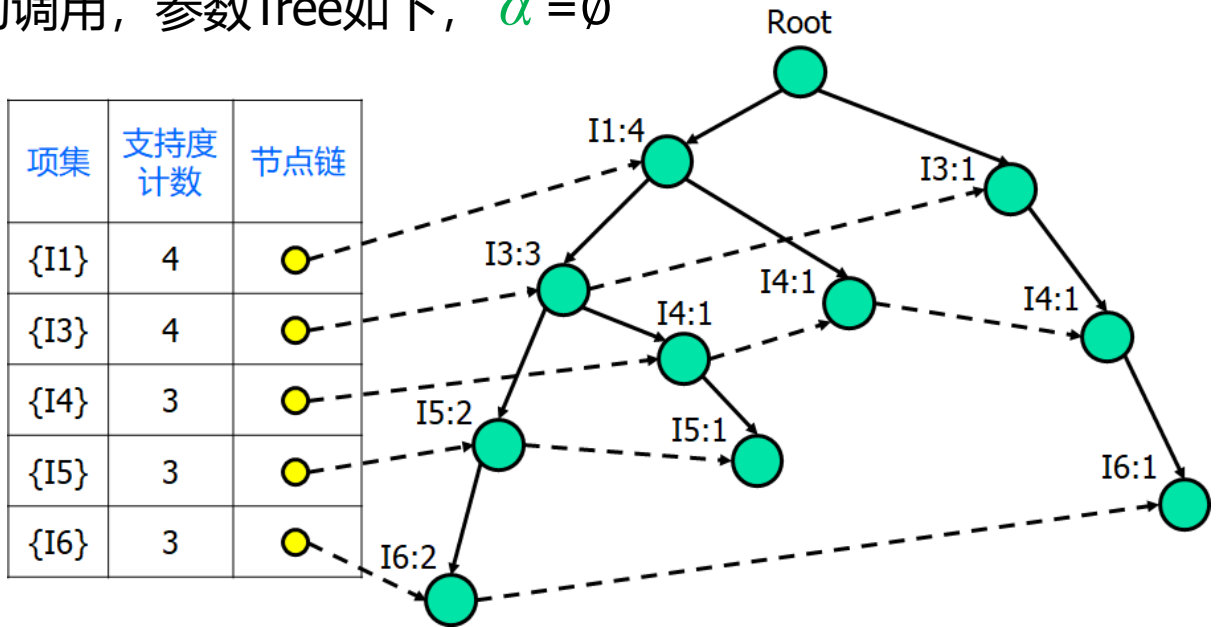 调用，参数Tree如下， α =∅
Root
项集 支持度计数 节点链
{I1} 4
{I3} 4
{I4} 3
{I5} 3
{I6} 3
I1:4
I3:1
I3:3
I4:1
I4:1
I4:1
I5:2
I5:1
I6:1
I6:2